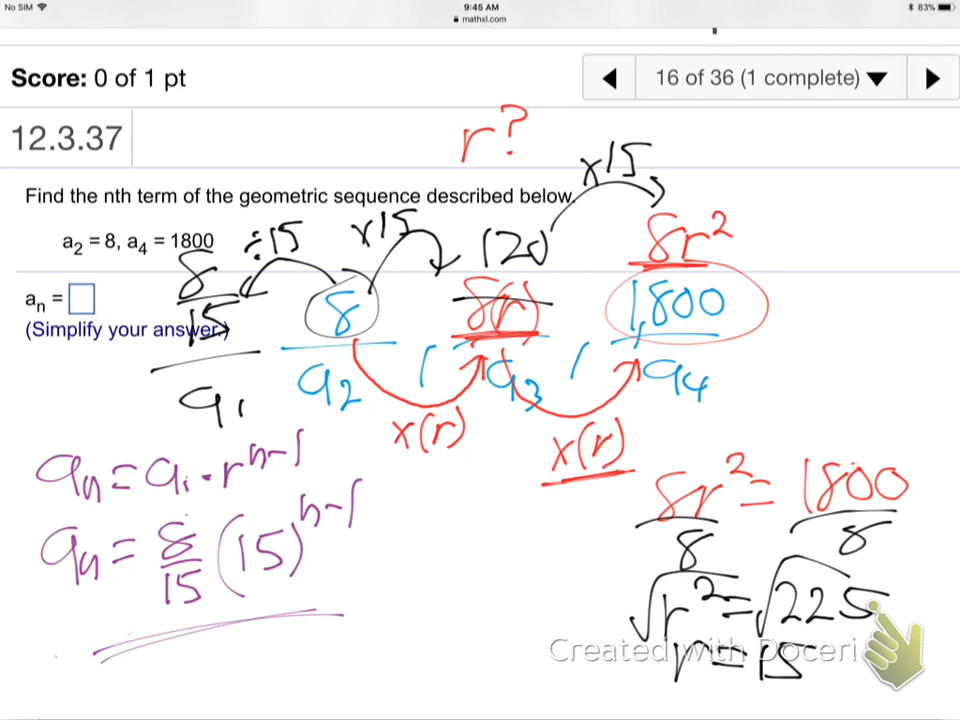 No SIM 9:45 AM 83%
mathxl.com
Score: 0 of 1 pt
16 of 36 (1 complete)
12.3.37
r?
x15
Find the nth term of the geometric sequence described below.
a₂ = 8, a₄ = 1800
÷15 x15 120 8r²
aₙ =
8/15 8 8(r) 1,800
(Simplify your answer.)
a₁ a₂ a₃ a₄
x(r) x(r)
aₙ = a₁ · r^(n-1)
8r² = 1800
8 8
aₙ = 8/15 (15)^(n-1)
√r² = √225
r = 15
Created with Doceri